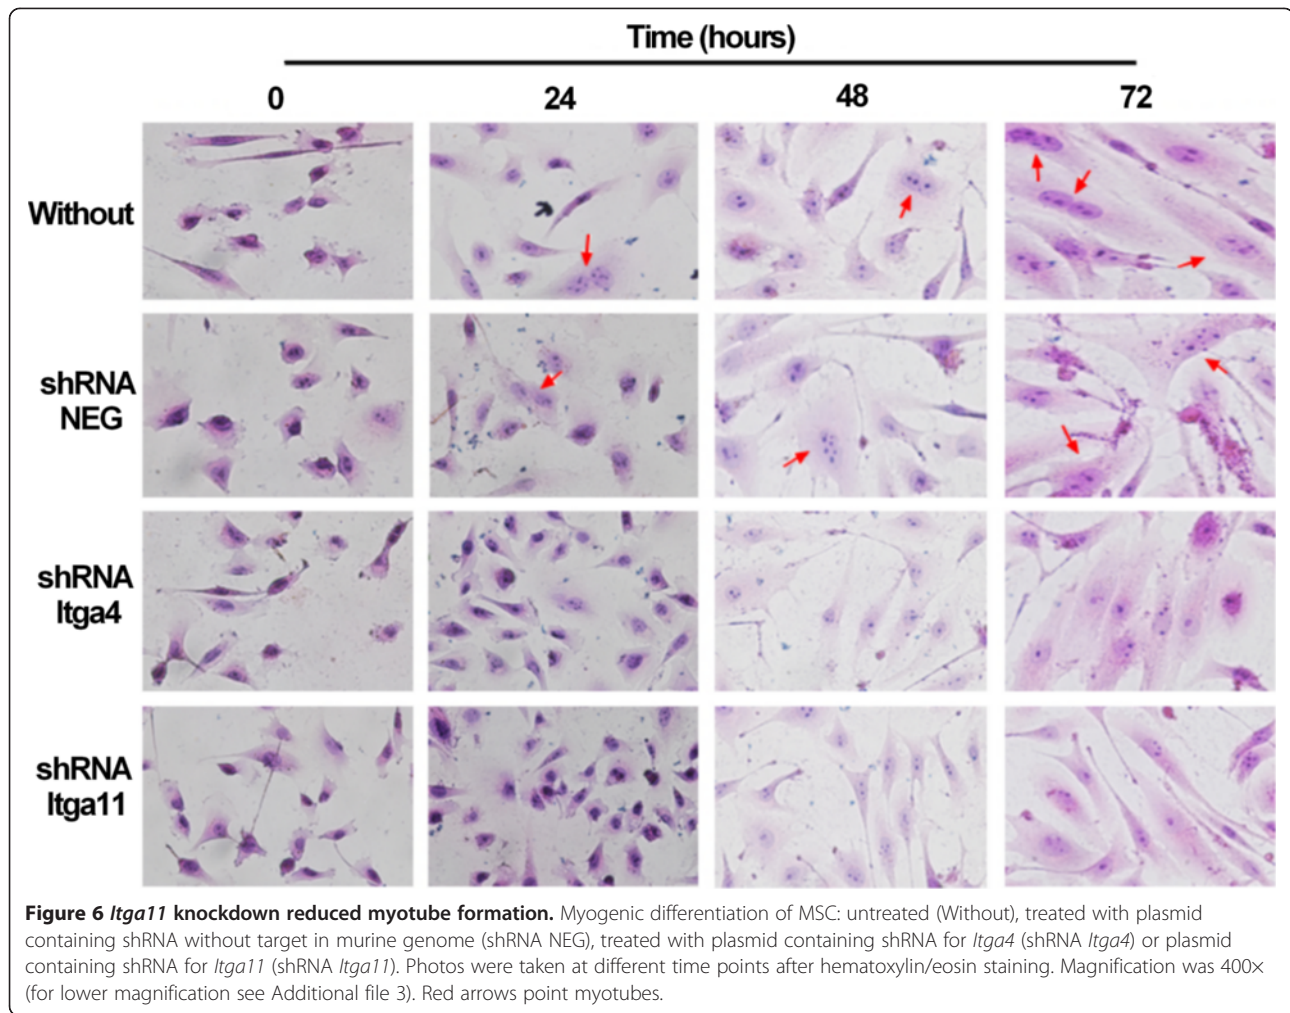 Time (hours)
0 24 48 72
Without
shRNA
NEG
shRNA
Itga4
shRNA
Itga11
Figure 6 Itga11 knockdown reduced myotube formation. Myogenic differentiation of MSC: untreated (Without), treated with plasmid
containing shRNA without target in murine genome (shRNA NEG), treated with plasmid containing shRNA for Itga4 (shRNA Itga4) or plasmid
containing shRNA for Itga11 (shRNA Itga11). Photos were taken at different time points after hematoxylin/eosin staining. Magnification was 400×
(for lower magnification see Additional file 3). Red arrows point myotubes.